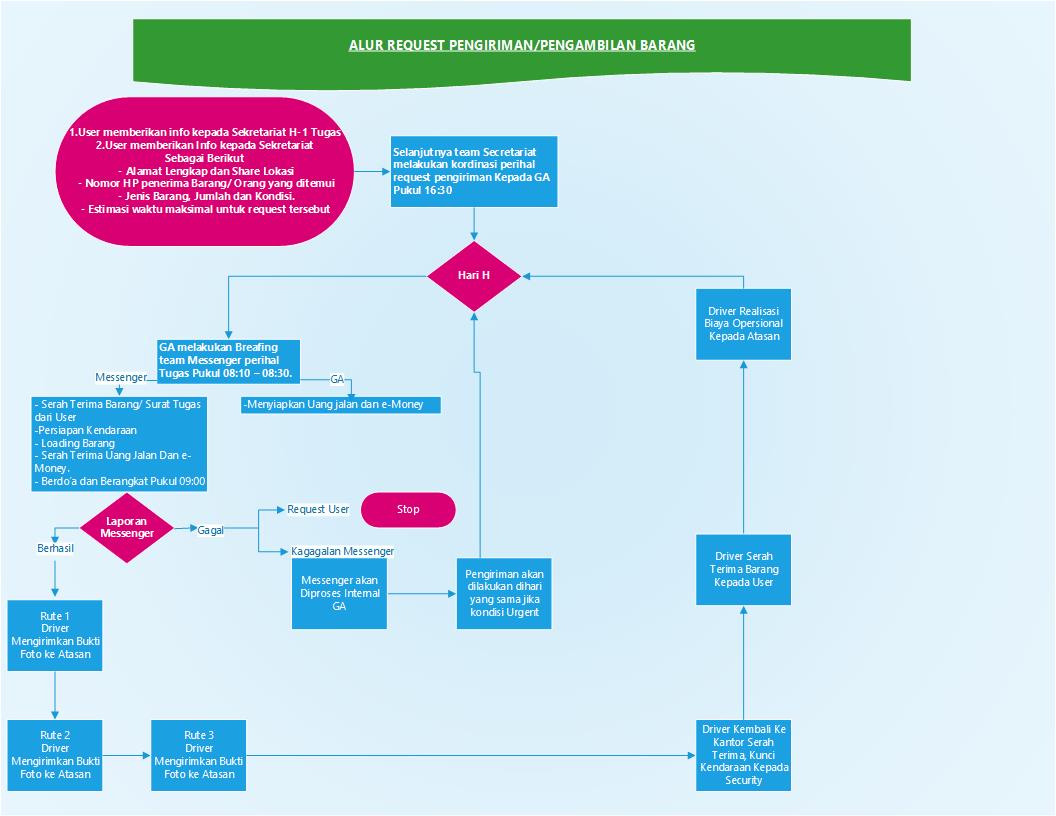 ALUR REQUEST PENGIRIMAN/PENGAMBILAN BARANG
1.User memberikan info kepada Sekretariat H-1 Tugas
2.User memberikan Info kepada Sekretariat
Sebagai Berikut
- Alamat Lengkap dan Share Lokasi
- Nomor HP penerima Barang/ Orang yang ditemui
- Jenis Barang, Jumlah dan Kondisi.
- Estimasi waktu maksimal untuk request tersebut
Selanjutnya team Secretariat
melakukan kordinasi perihal
request pengiriman Kepada GA
Pukul 16:30
Hari H
Driver Realisasi
Biaya Opersional
Kepada Atasan
GA melakukan Breafing
team Messenger perihal
Tugas Pukul 08:10 – 08:30.
Messenger
GA
- Serah Terima Barang/ Surat Tugas
dari User
-Persiapan Kendaraan
- Loading Barang
- Serah Terima Uang Jalan Dan e-
Money.
- Berdo'a dan Berangkat Pukul 09:00
-Menyiapkan Uang jalan dan e-Money
Laporan
Messenger
Gagal
Request User
Stop
Berhasil
Kagagalan Messenger
Messenger akan
Diproses Internal
GA
Pengiriman akan
dilakukan dihari
yang sama jika
kondisi Urgent
Driver Serah
Terima Barang
Kepada User
Rute 1
Driver
Mengirimkan Bukti
Foto ke Atasan
Rute 2
Driver
Mengirimkan Bukti
Foto ke Atasan
Rute 3
Driver
Mengirimkan Bukti
Foto ke Atasan
Driver Kembali Ke
Kantor Serah
Terima, Kunci
Kendaraan Kepada
Security